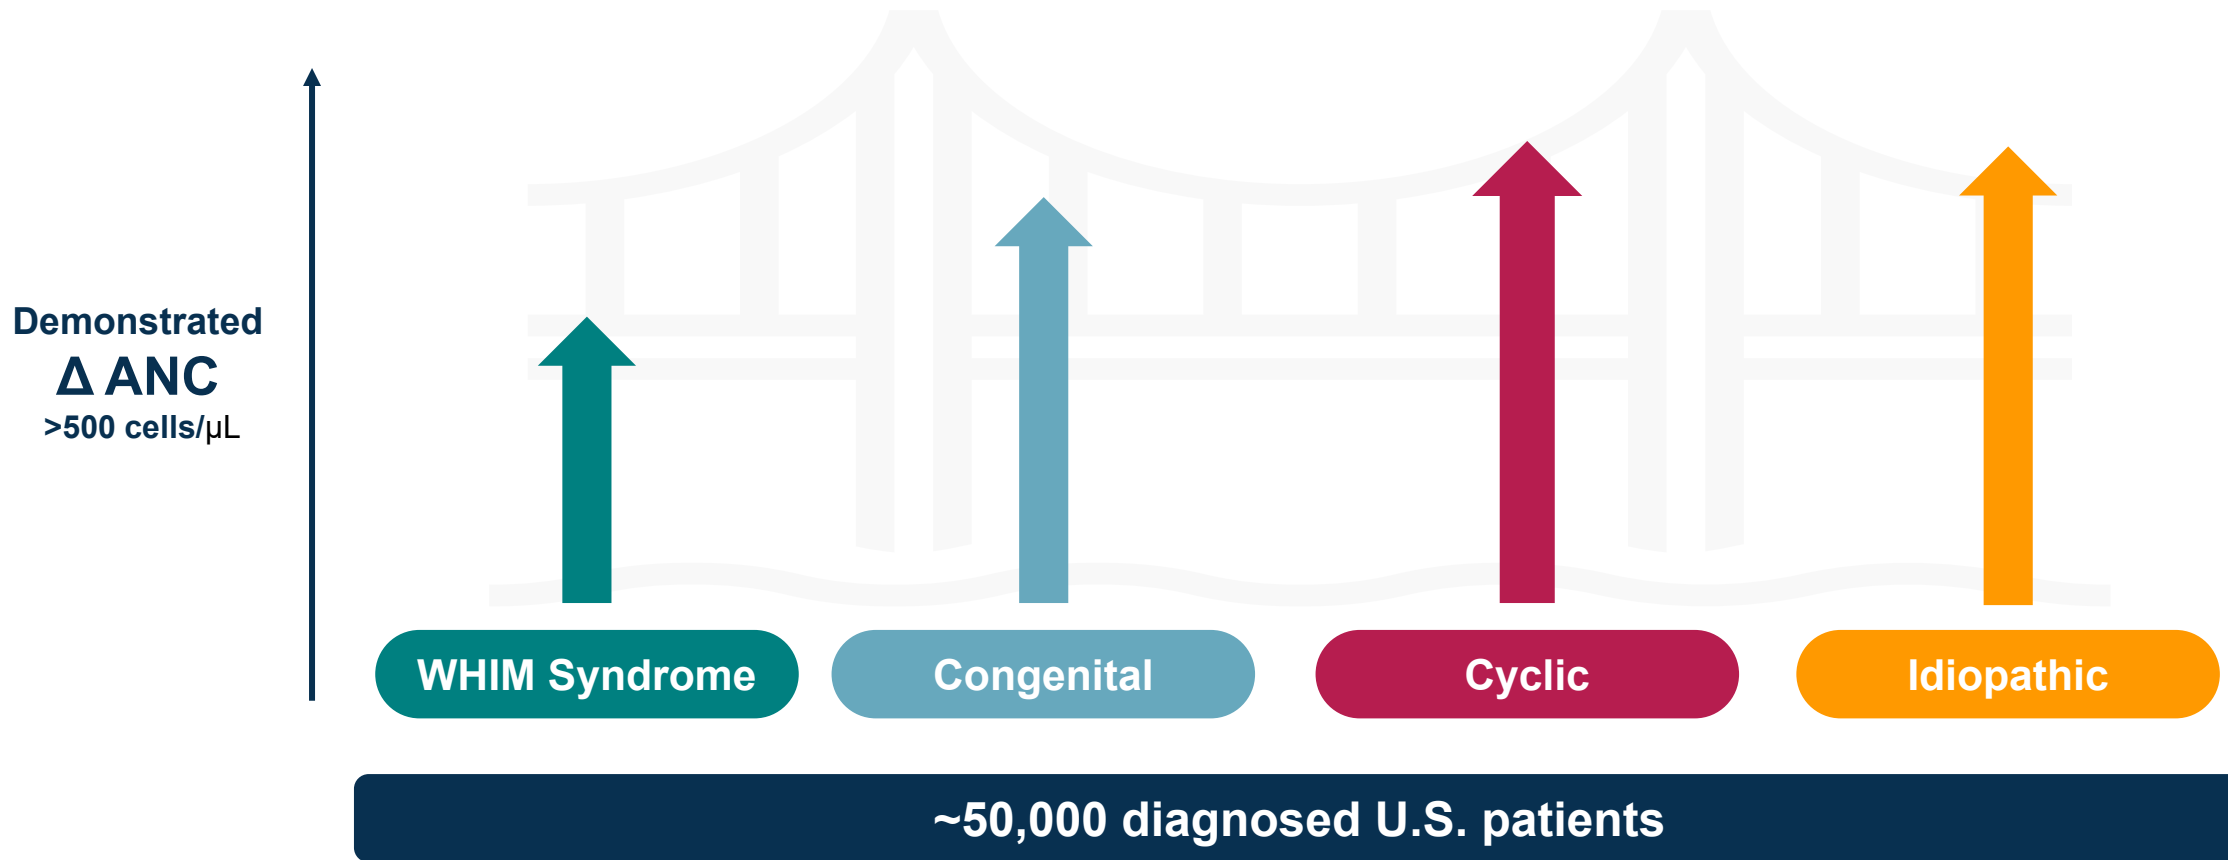 Demonstrated
Δ ANC
>500 cells/µL
WHIM Syndrome
Congenital
Cyclic
Idiopathic
~50,000 diagnosed U.S. patients